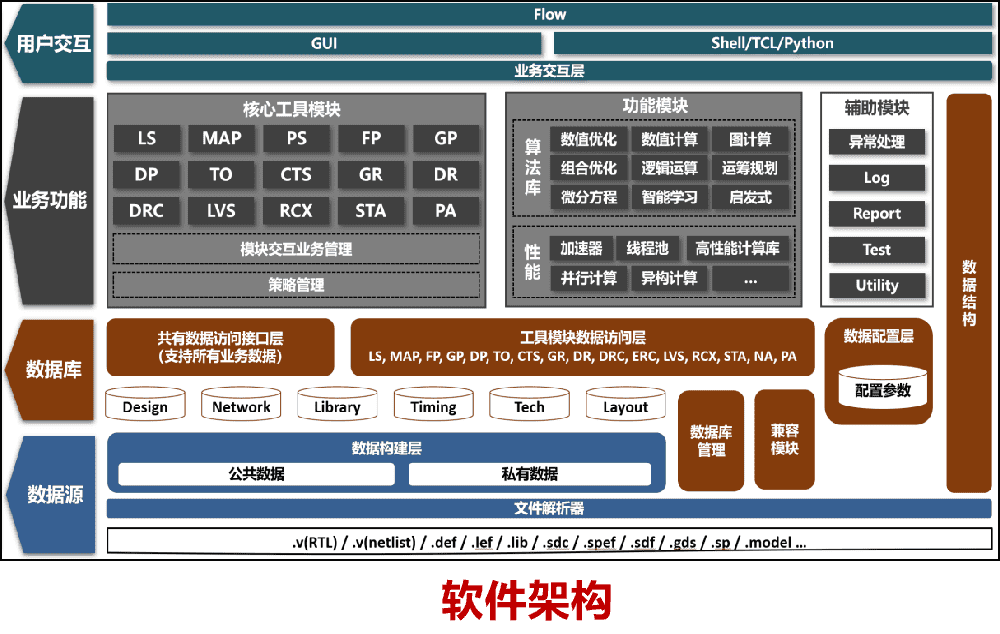 用户交互
Flow
GUI
Shell/TCL/Python
业务交互层
业务功能
核心工具模块
LS MAP PS FP GP
DP TO CTS GR DR
DRC LVS RCX STA PA
模块交互业务管理
策略管理
功能模块
算法库
数值优化 数值计算 图计算
组合优化 逻辑运算 运筹规划
微分方程 智能学习 启发式
性能
加速器 线程池 高性能计算库
并行计算 异构计算 ...
辅助模块
异常处理
Log
Report
Test
Utility
数据结构
数据库
共有数据访问接口层
(支持所有业务数据)
工具模块数据访问层
LS, MAP, FP, GP, DP, TO, CTS, GR, DR, DRC, ERC, LVS, RCX, STA, NA, PA
数据配置层
配置参数
Design Network Library Timing Tech Layout
数据库管理
兼容模块
数据源
数据构建层
公共数据 私有数据
文件解析器
.v(RTL) / .v(netlist) / .def / .lef / .lib / .sdc / .spef / .sdf / .gds / .sp / .model ...
软件架构